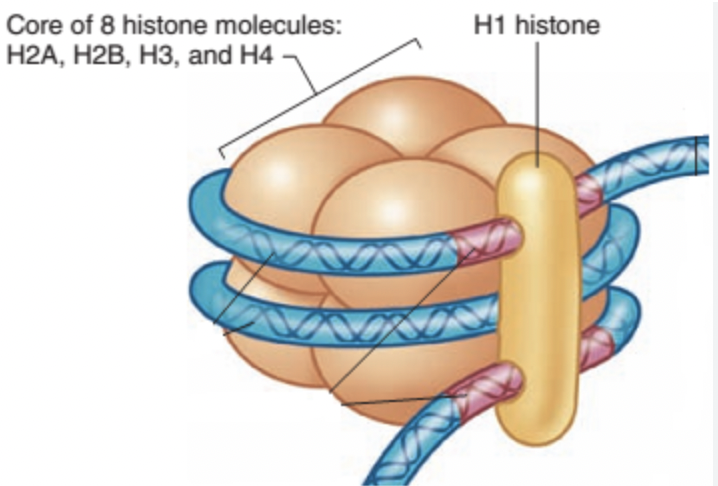 Core of 8 histone molecules:
H2A, H2B, H3, and H4
H1 histone